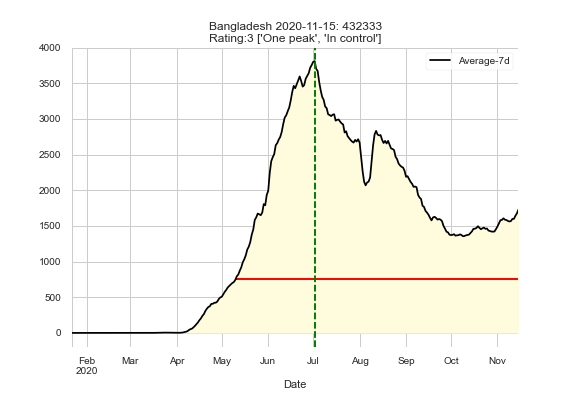 Bangladesh 2020-11-15: 432333
Rating:3 ['One peak', 'In control']
Average-7d
4000
3500
3000
2500
2000
1500
1000
500
0
Feb Mar Apr May Jun Jul Aug Sep Oct Nov
2020
Date